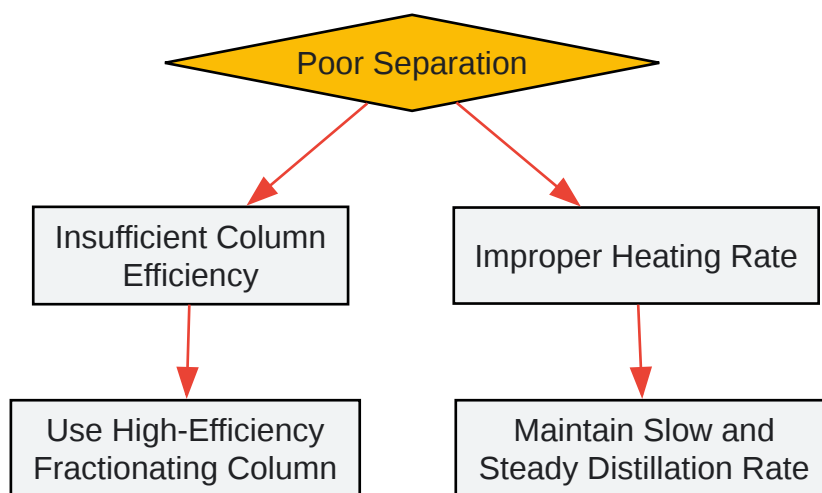 Poor Separation
Insufficient Column
Efficiency
Improper Heating Rate
Use High-Efficiency
Fractionating Column
Maintain Slow and
Steady Distillation Rate